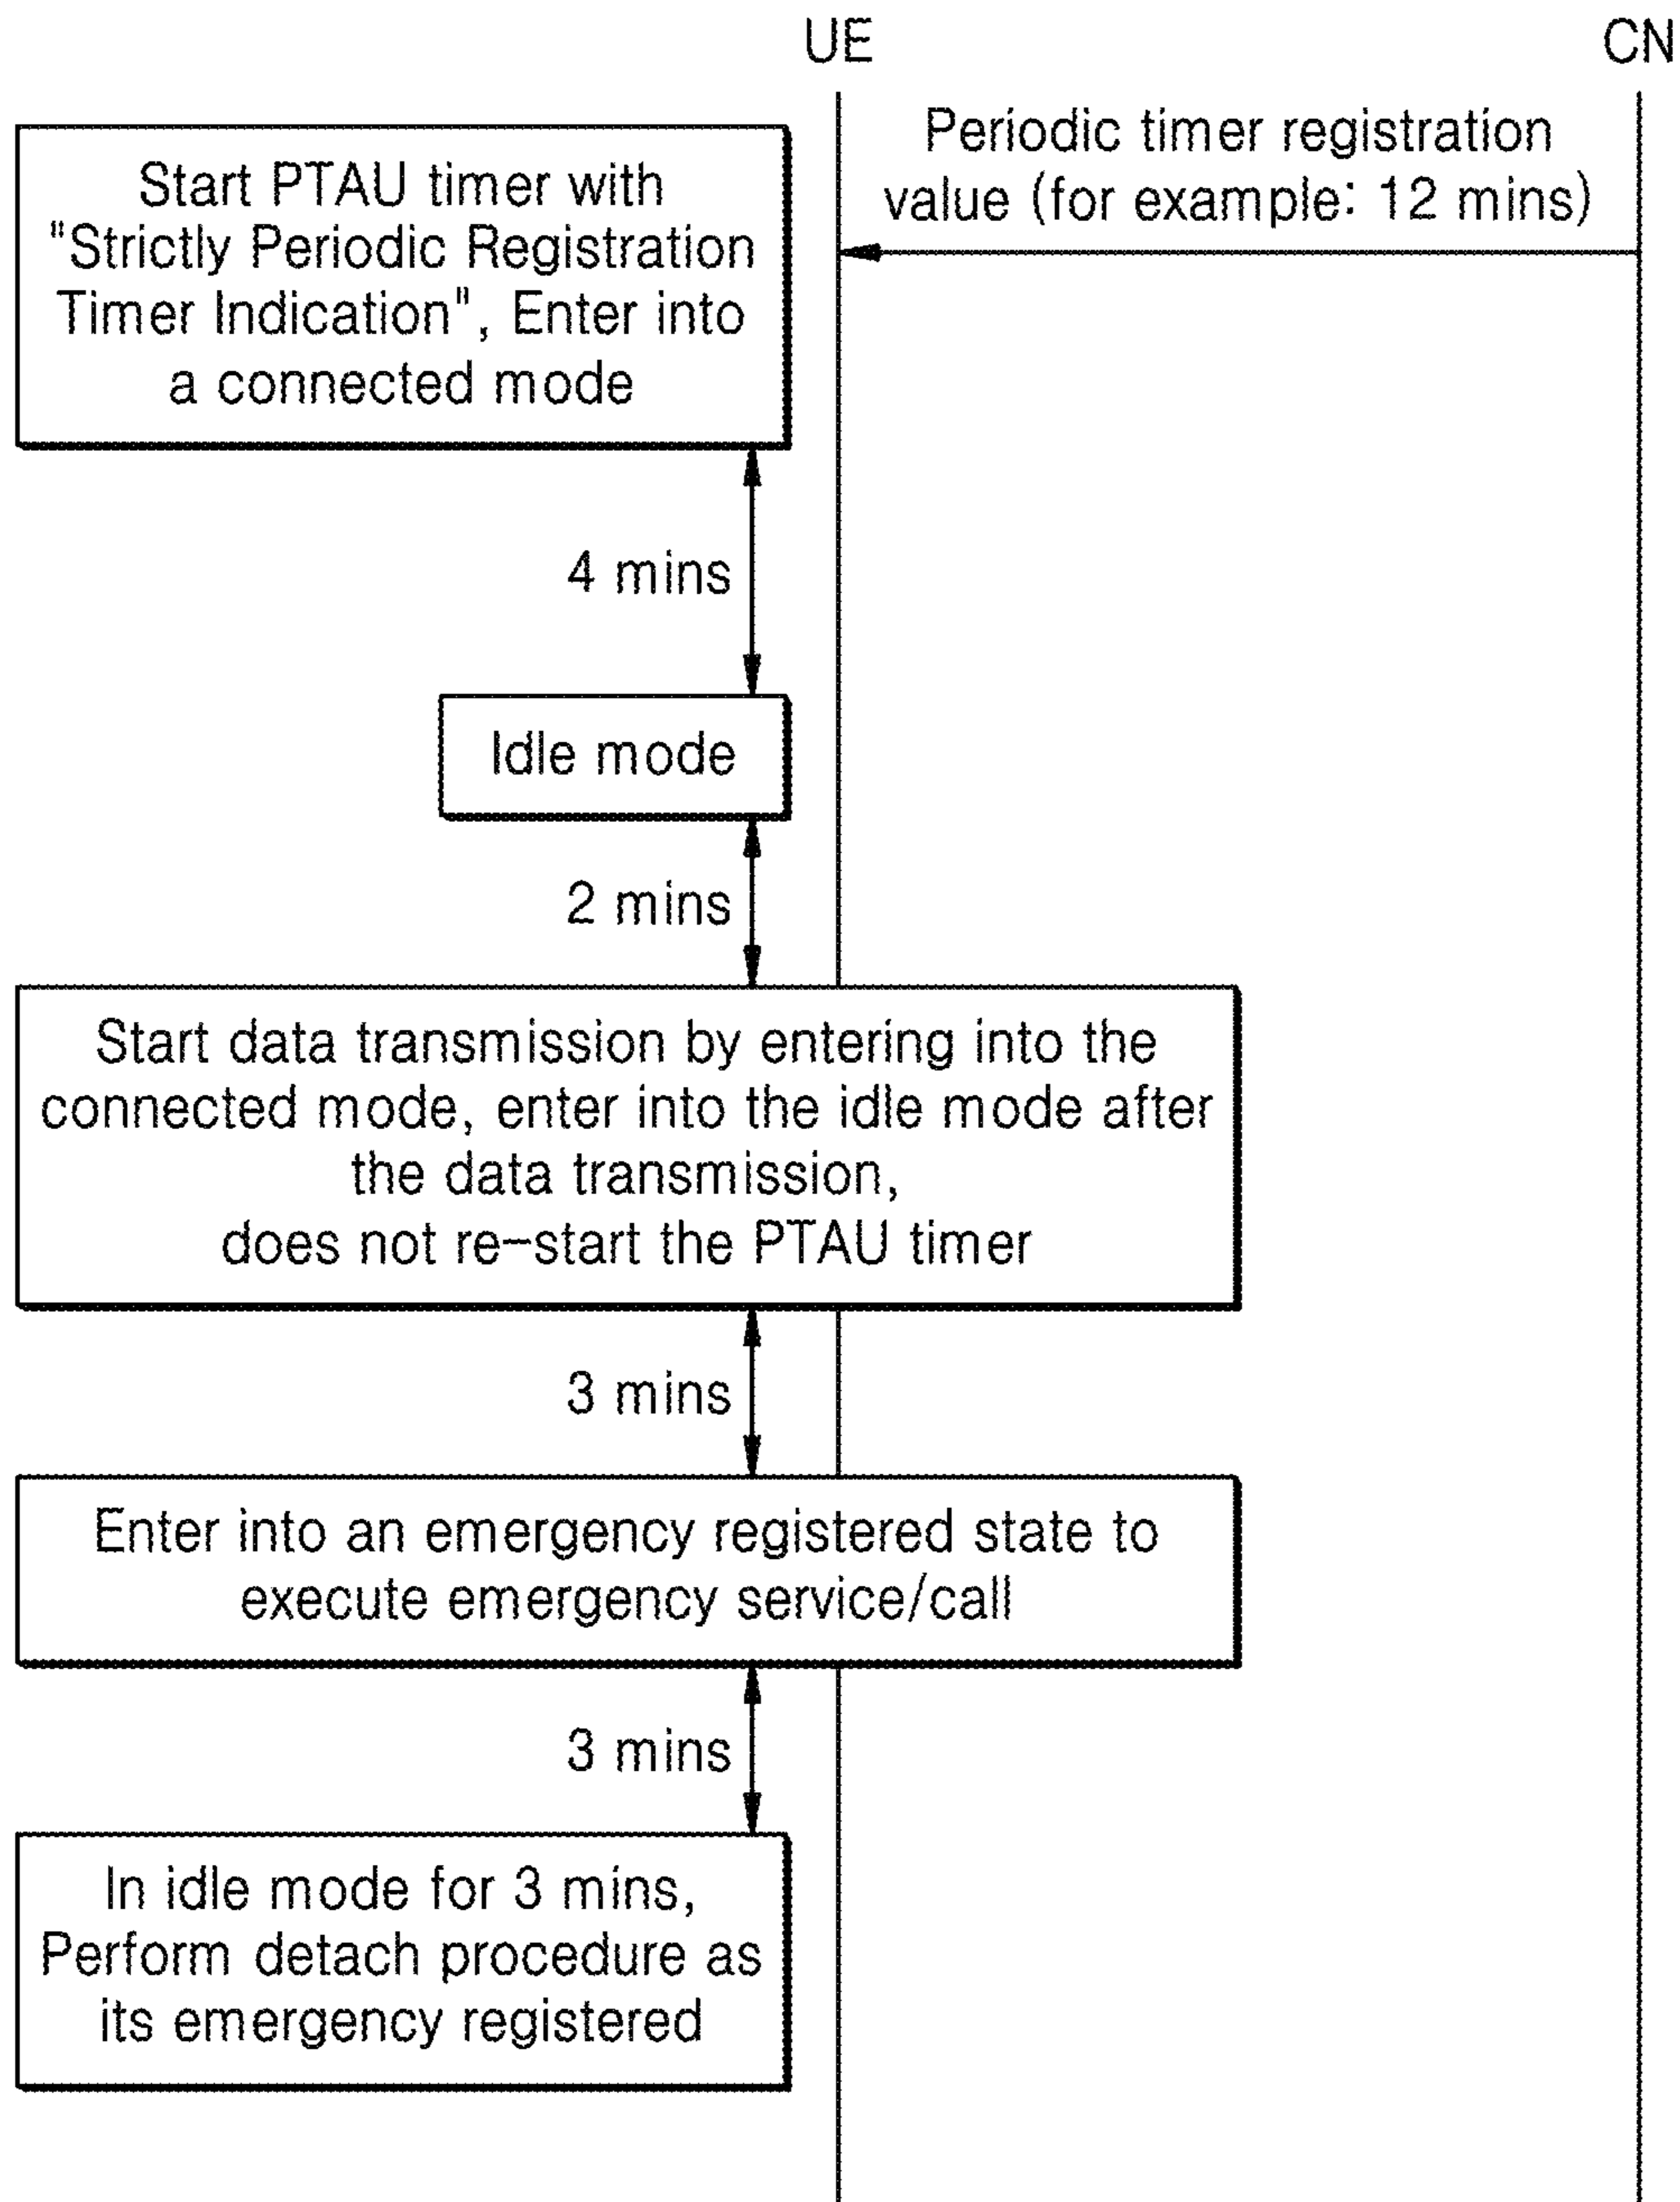 UE
CN
Periodic timer registration
value (for example: 12 mins)
Start PTAU timer with
"Strictly Periodic Registration
Timer Indication", Enter into
a connected mode
4 mins
Idle mode
2 mins
Start data transmission by entering into the
connected mode, enter into the idle mode after
the data transmission,
does not re-start the PTAU timer
3 mins
Enter into an emergency registered state to
execute emergency service/call
3 mins
In idle mode for 3 mins,
Perform detach procedure as
its emergency registered